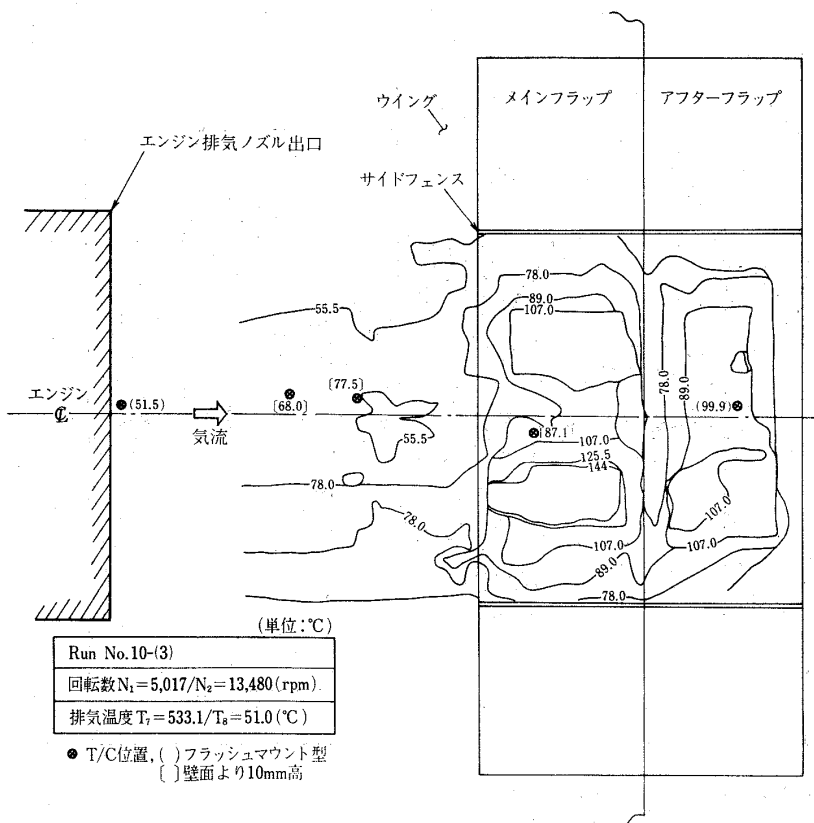 ウイング
メインフラップ
アフターフラップ
エンジン排気ノズル出口
サイドフェンス
78.0
89.0
107.0
55.5
78.0
89.0
エンジン
℄
(51.5)
気流
[68.0]
[77.5]
55.5
87.1
(99.9)
107.0
125.5
144
78.0
78.0
107.0
107.0
107.0
89.0
78.0
(単位:℃)
Run No.10-(3)
回転数N₁=5,017/N₂=13,480(rpm)
排気温度T₇=533.1/T₈=51.0(℃)
T/C位置,( )フラッシュマウント型
[ ]壁面より10mm高